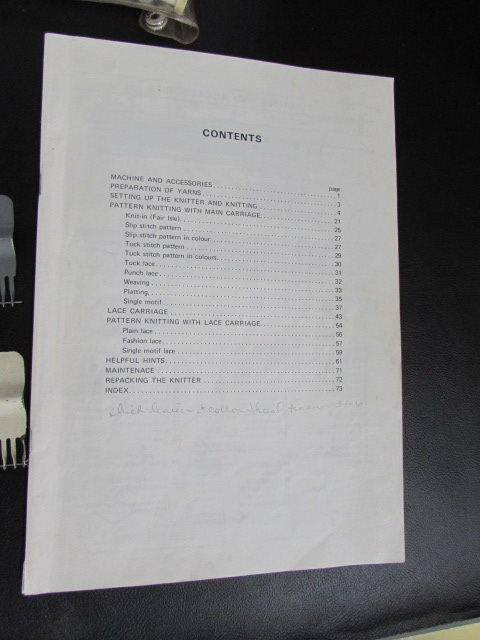 CONTENTS
page
MACHINE AND ACCESSORIES 1
PREPARATION OF YARNS 3
SETTING UP THE KNITTER AND KNITTING 4
PATTERN KNITTING WITH MAIN CARRIAGE 21
Knit-in (Fair Isle) 25
Slip stitch pattern 27
Slip stitch pattern in colour 27
Tuck stitch pattern 29
Tuck stitch pattern in colours 30
Tuck lace 31
Punch lace 32
Weaving 33
Platting 35
Single motif 37
LACE CARRIAGE 43
PATTERN KNITTING WITH LACE CARRIAGE 54
Plain lace 56
Fashion lace 57
Single motif lace 59
HELPFUL HINTS 61
MAINTENACE 71
REPACKING THE KNITTER 72
INDEX 73